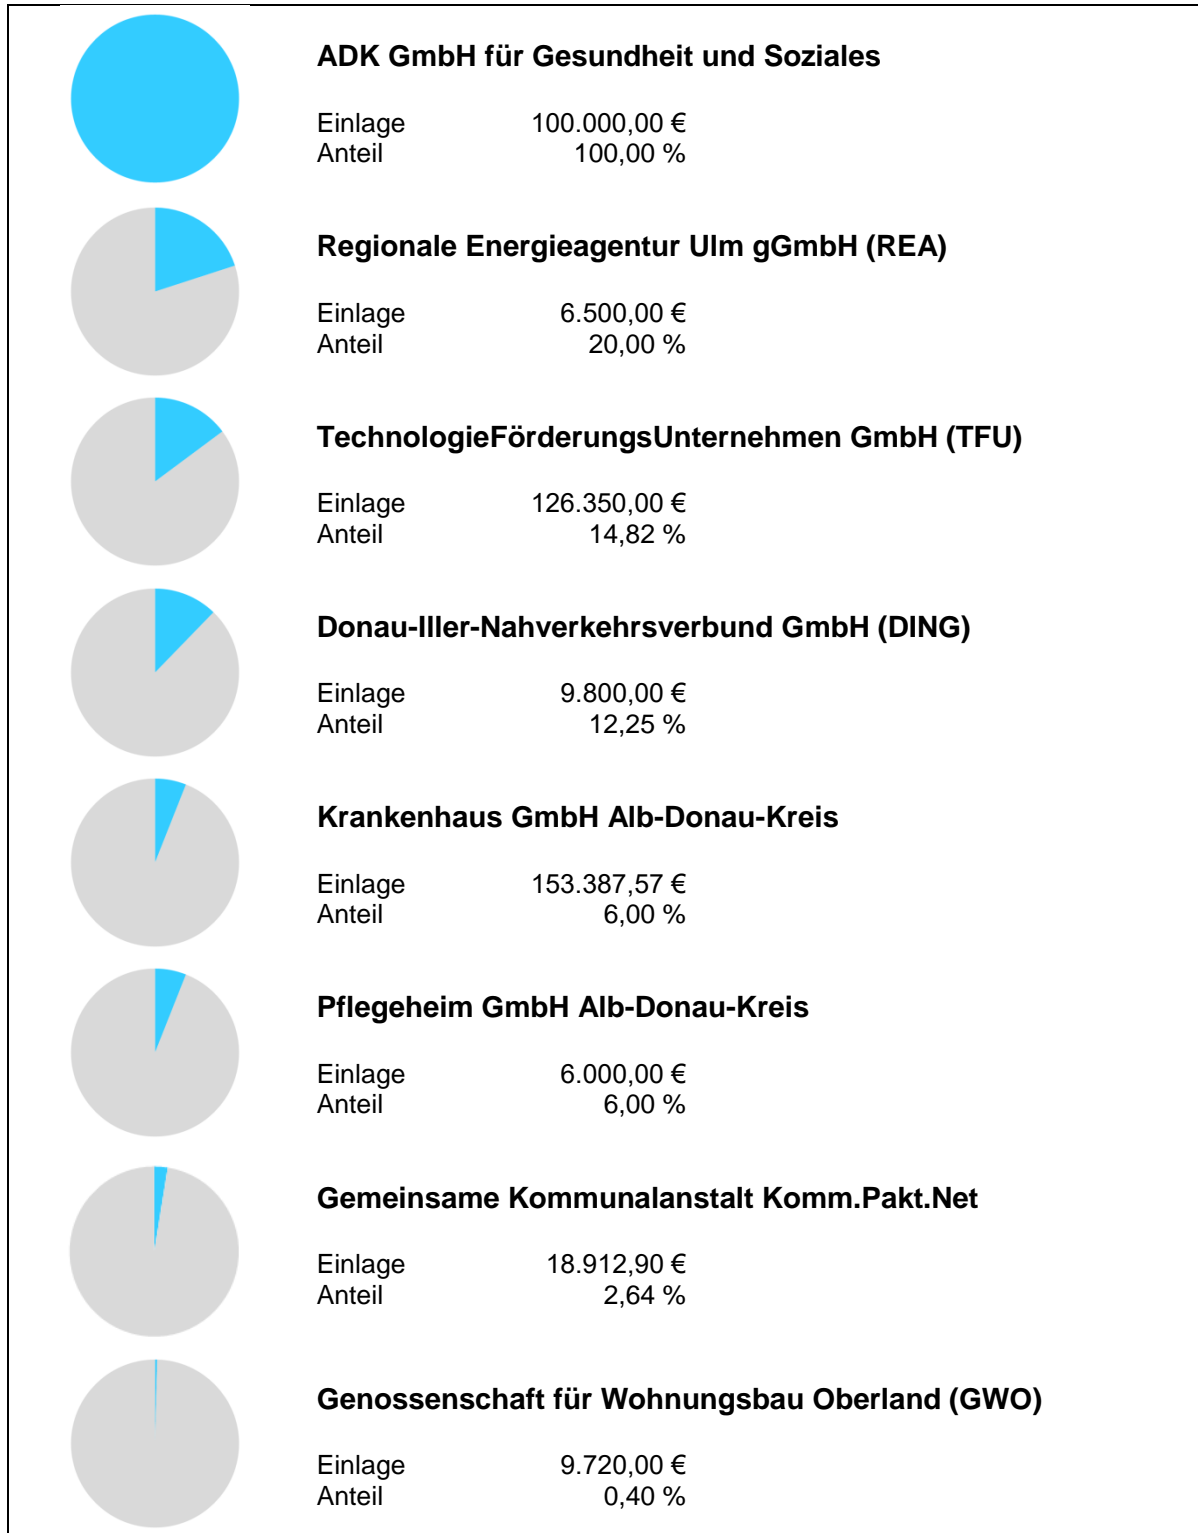 ADK GmbH für Gesundheit und Soziales
Einlage 100.000,00 €
Anteil 100,00 %
Regionale Energieagentur Ulm gGmbH (REA)
Einlage 6.500,00 €
Anteil 20,00 %
TechnologieFörderungsUnternehmen GmbH (TFU)
Einlage 126.350,00 €
Anteil 14,82 %
Donau-Iller-Nahverkehrsverbund GmbH (DING)
Einlage 9.800,00 €
Anteil 12,25 %
Krankenhaus GmbH Alb-Donau-Kreis
Einlage 153.387,57 €
Anteil 6,00 %
Pflegeheim GmbH Alb-Donau-Kreis
Einlage 6.000,00 €
Anteil 6,00 %
Gemeinsame Kommunalanstalt Komm.Pakt.Net
Einlage 18.912,90 €
Anteil 2,64 %
Genossenschaft für Wohnungsbau Oberland (GWO)
Einlage 9.720,00 €
Anteil 0,40 %